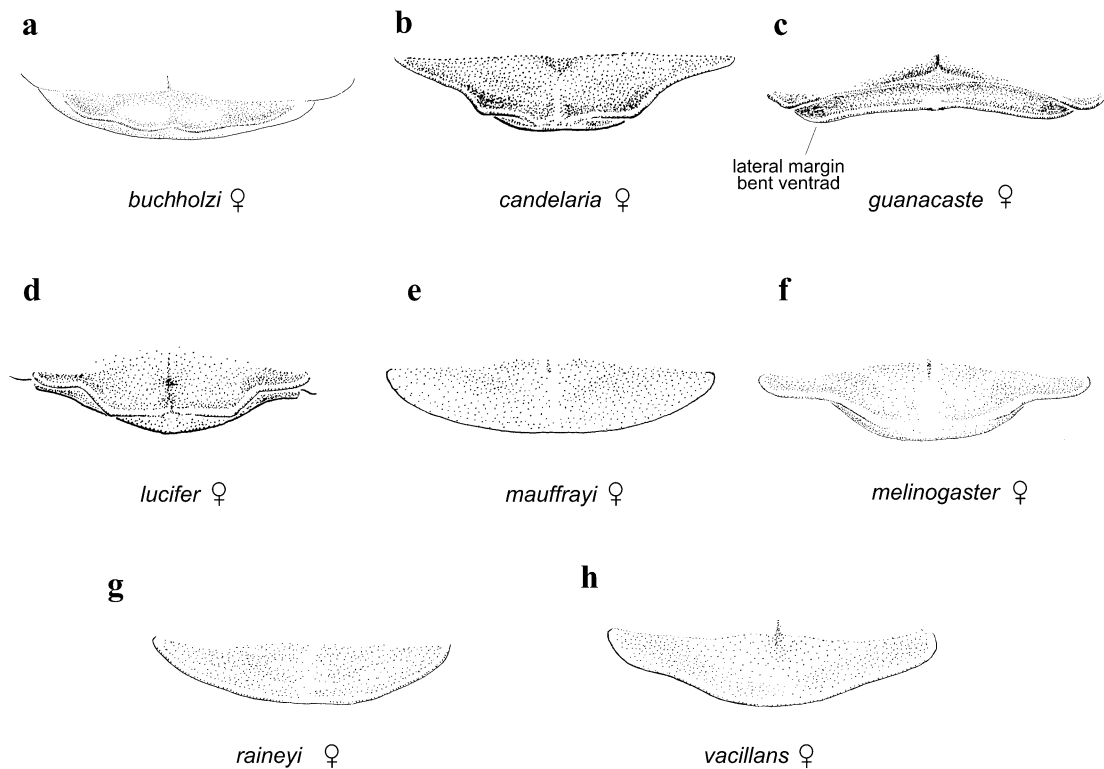 a
b
c
lateral margin
bent ventrad
buchholzi ♀
candelaria ♀
guanacaste ♀
d
e
f
lucifer ♀
mauffrayi ♀
melinogaster ♀
g
h
raineyi ♀
vacillans ♀